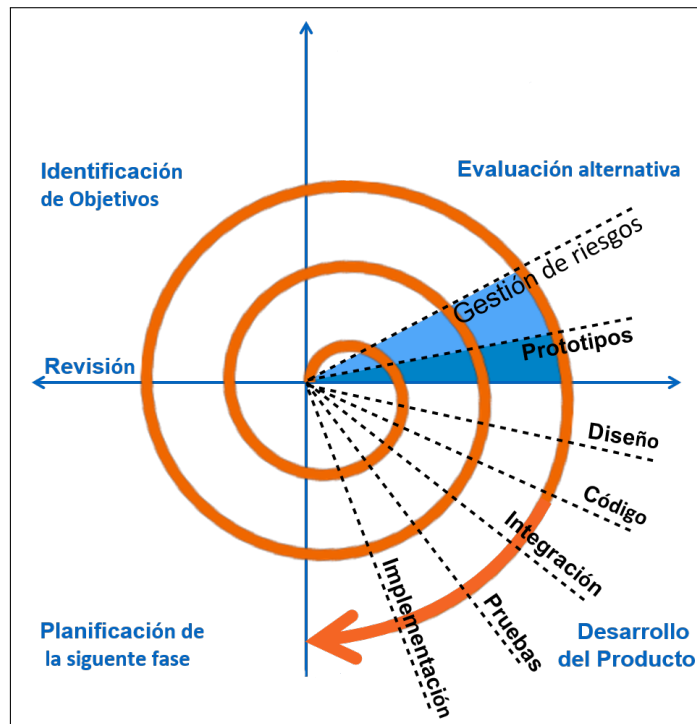 Identificación
de Objetivos
Evaluación alternativa
Gestión de riesgos
Prototipos
Revisión
Diseño
Código
Integración
Pruebas
Implementación
Planificación de
la siguente fase
Desarrollo
del Producto